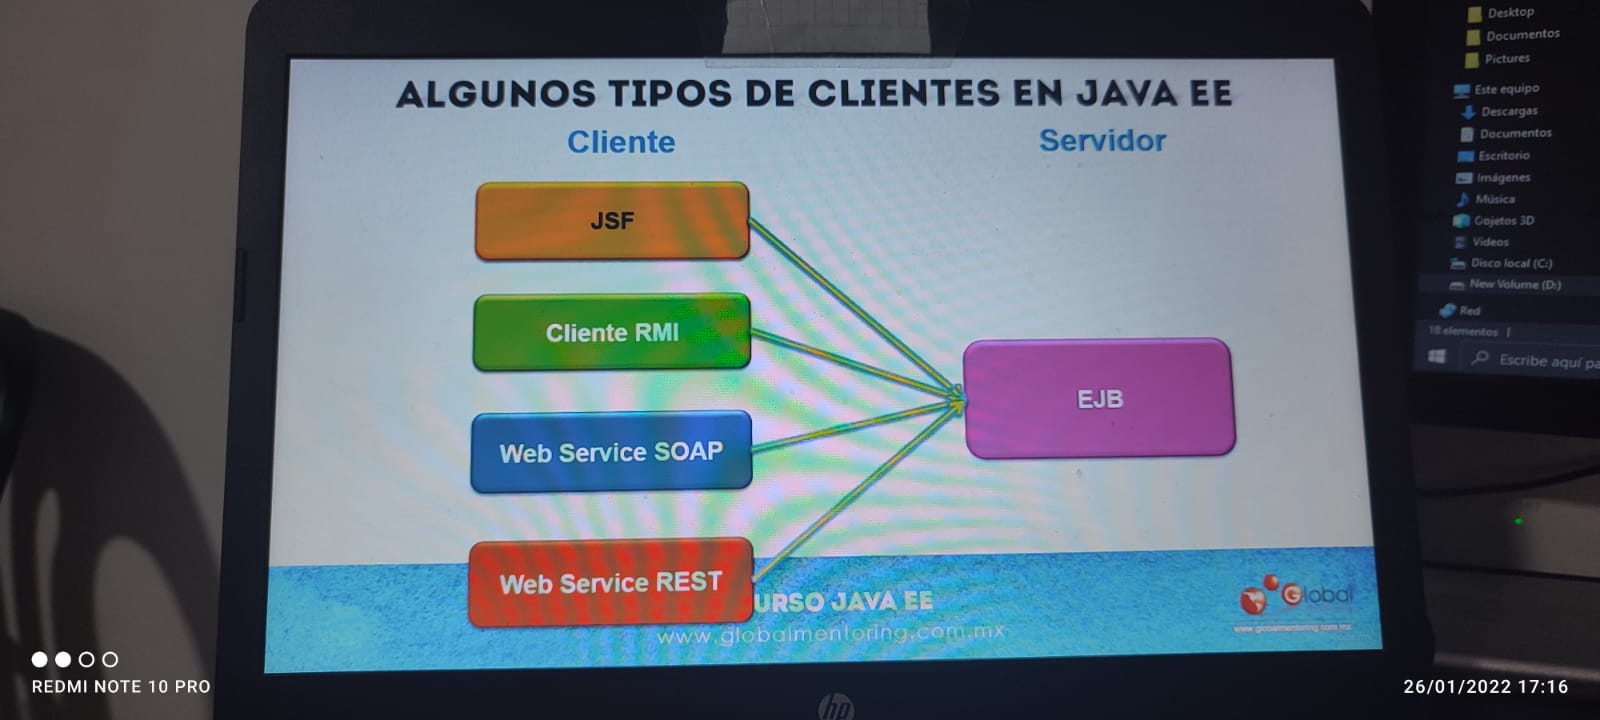 ALGUNOS TIPOS DE CLIENTES EN JAVA EE
Cliente
Servidor
JSF
Cliente RMI
Web Service SOAP
Web Service REST
EJB
URSO JAVA EE
www.globalmentoring.com.mx
Global
www.globalmentoring.com.mx
hp
Desktop
Documentos
Pictures
Este equipo
Descargas
Documentos
Escritorio
Imágenes
Música
Objetos 3D
Videos
Disco local (C:)
New Volume (D:)
Red
18 elementos
Escribe aquí pa
REDMI NOTE 10 PRO
26/01/2022 17:16